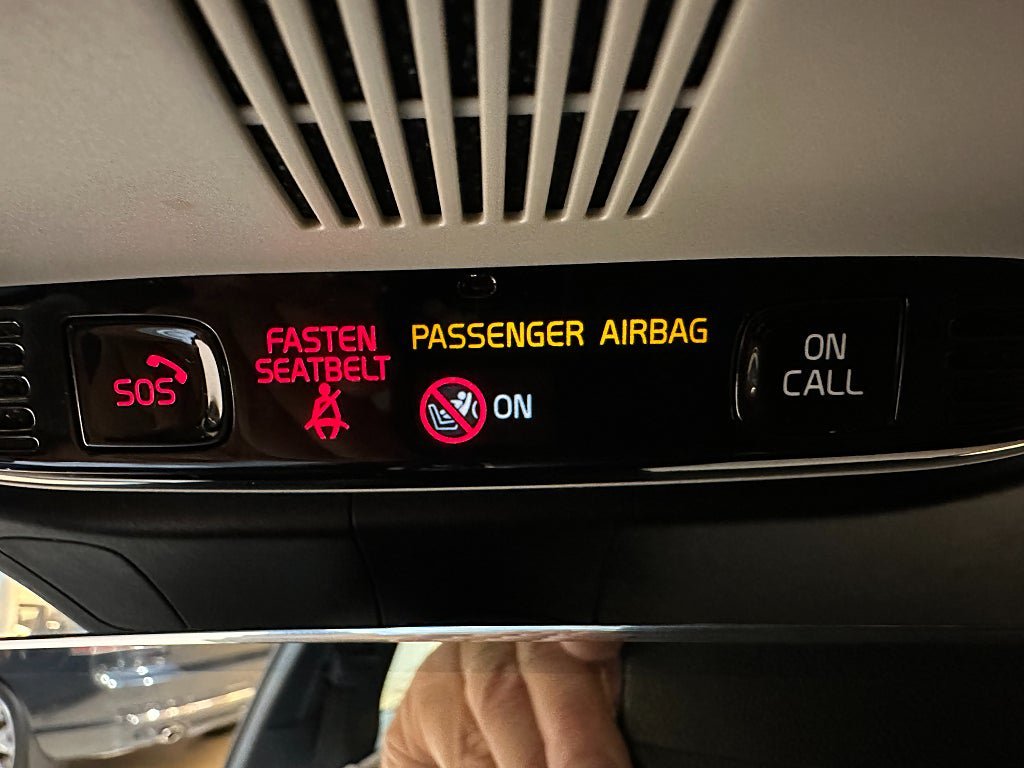 SOS
FASTEN
SEATBELT
PASSENGER AIRBAG
ON
ON
CALL